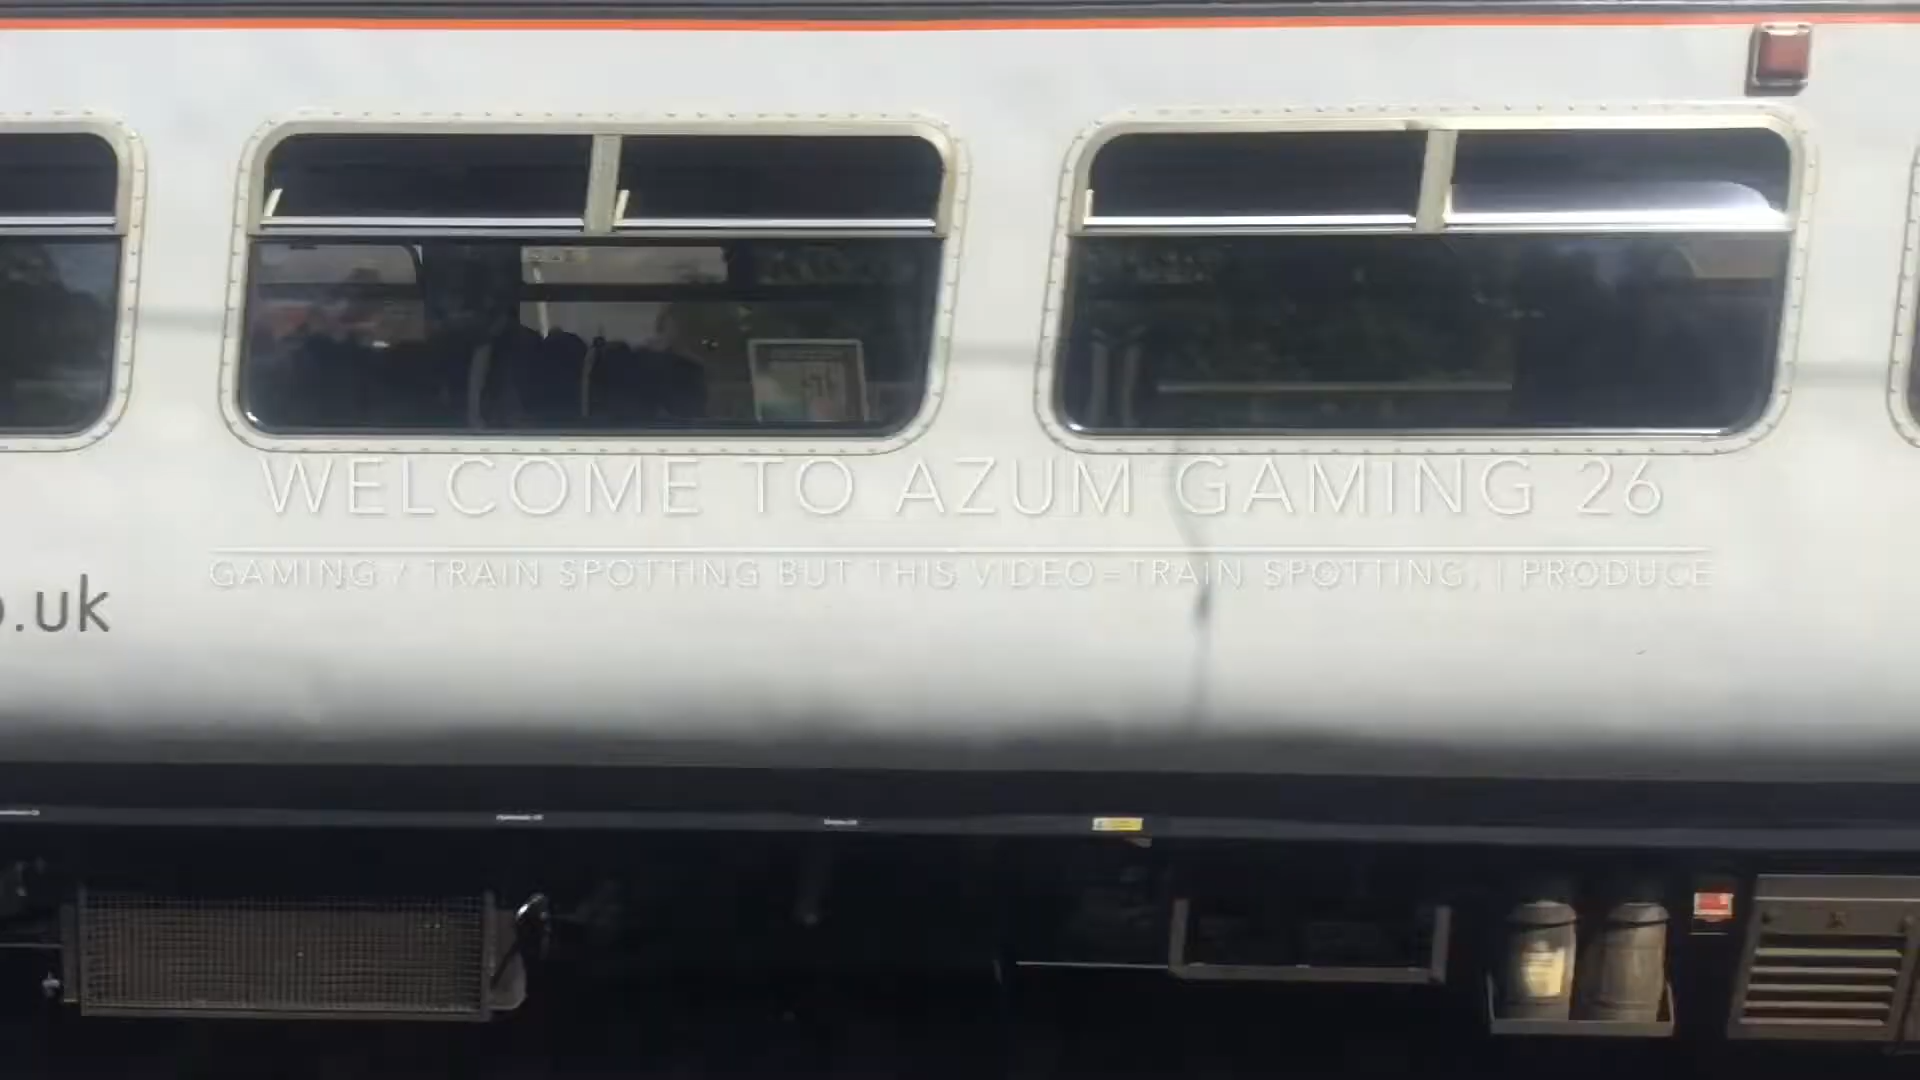 WELCOME TO AZUM GAMING 26
GAMING / TRAIN SPOTTING BUT THIS VIDEO=TRAIN SPOTTING, I PRODUCE
.uk